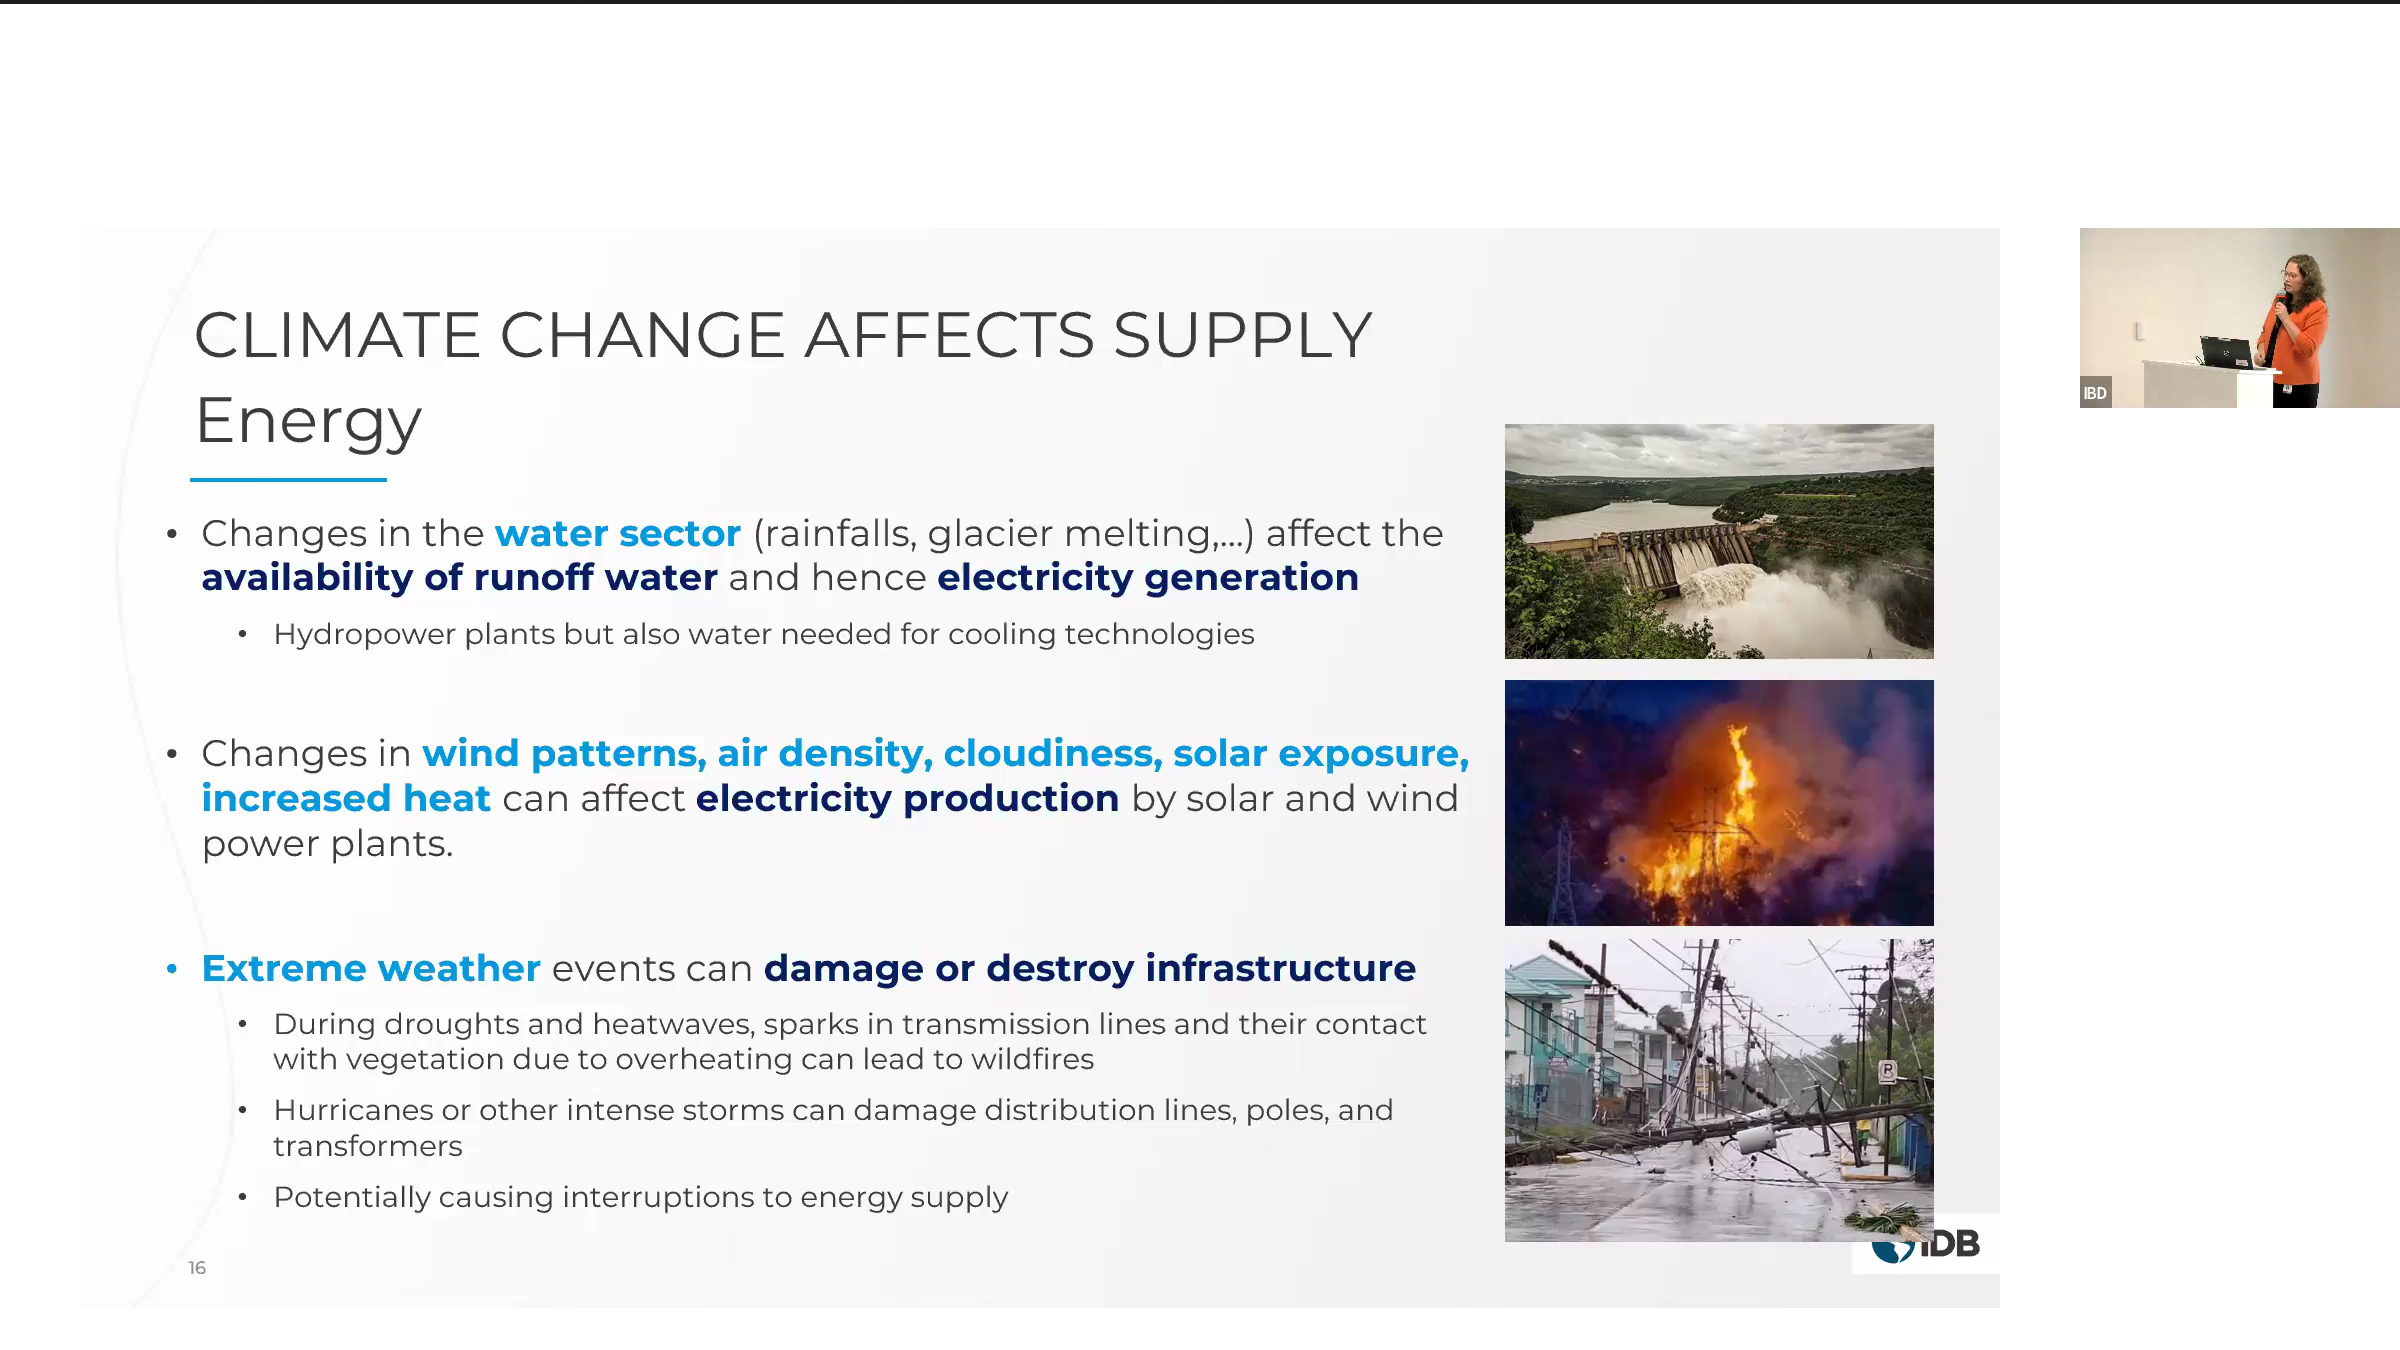 CLIMATE CHANGE AFFECTS SUPPLY
Energy
• Changes in the water sector (rainfalls, glacier melting,...) affect the
availability of runoff water and hence electricity generation
• Hydropower plants but also water needed for cooling technologies
• Changes in wind patterns, air density, cloudiness, solar exposure,
increased heat can affect electricity production by solar and wind
power plants.
• Extreme weather events can damage or destroy infrastructure
• During droughts and heatwaves, sparks in transmission lines and their contact
with vegetation due to overheating can lead to wildfires
• Hurricanes or other intense storms can damage distribution lines, poles, and
transformers
• Potentially causing interruptions to energy supply
16
IDB
IBD
R